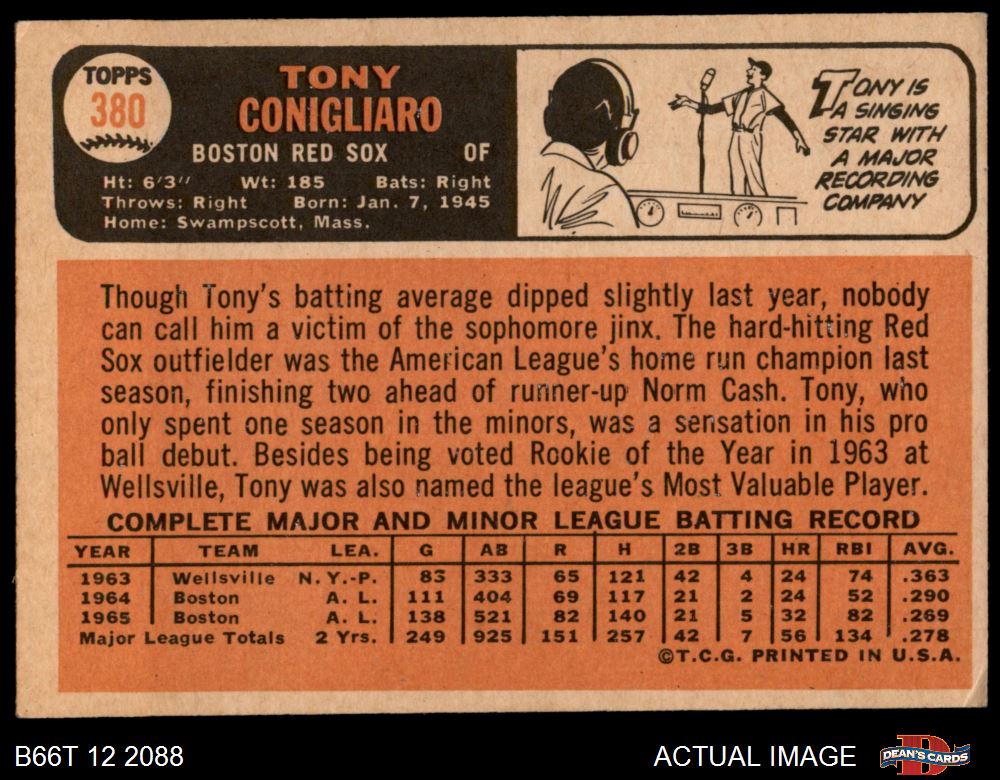 TOPPS
380
TONY
CONIGLIARO
BOSTON RED SOX OF
Ht: 6'3" Wt: 185 Bats: Right
Throws: Right Born: Jan. 7, 1945
Home: Swampscott, Mass.
TONY IS
A SINGING
STAR WITH
A MAJOR
RECORDING
COMPANY
Though Tony's batting average dipped slightly last year, nobody
can call him a victim of the sophomore jinx. The hard-hitting Red
Sox outfielder was the American League's home run champion last
season, finishing two ahead of runner-up Norm Cash. Tony, who
only spent one season in the minors, was a sensation in his pro
ball debut. Besides being voted Rookie of the Year in 1963 at
Wellsville, Tony was also named the league's Most Valuable Player.
COMPLETE MAJOR AND MINOR LEAGUE BATTING RECORD
YEAR TEAM LEA. G AB R H 2B 3B HR RBI AVG.
1963 Wellsville N. Y.-P. 83 333 65 121 42 4 24 74 .363
1964 Boston A. L. 111 404 69 117 21 2 24 52 .290
1965 Boston A. L. 138 521 82 140 21 5 32 82 .269
Major League Totals 2 Yrs. 249 925 151 257 42 7 56 134 .278
©T.C.G. PRINTED IN U.S.A.
B66T 12 2088
ACTUAL IMAGE
DEAN'S CARDS